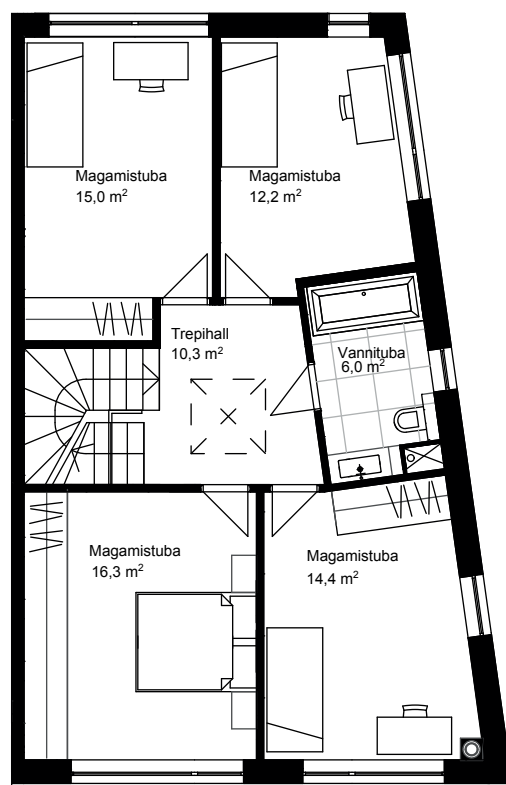 Magamistuba
15,0 m²
Magamistuba
12,2 m²
Trepihall
10,3 m²
Vannituba
6,0 m²
Magamistuba
16,3 m²
Magamistuba
14,4 m²